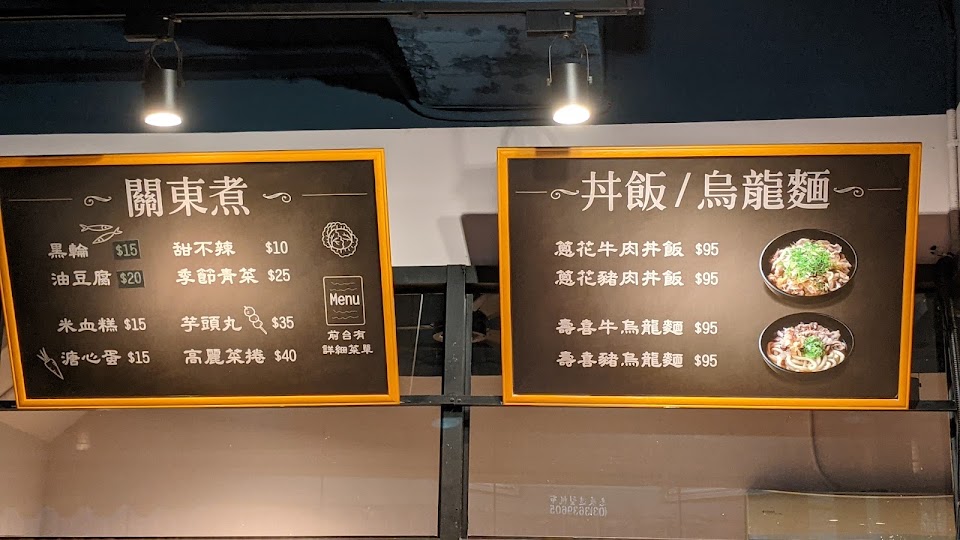 關東煮
黑輪 $15 甜不辣 $10
油豆腐 $20 季節青菜 $25
米血糕 $15 芋頭丸 $35
溏心蛋 $15 高麗菜捲 $40
Menu
前台有
詳細菜單
丼飯/烏龍麵
蔥花牛肉丼飯 $95
蔥花豬肉丼飯 $95
壽喜牛烏龍麵 $95
壽喜豬烏龍麵 $95